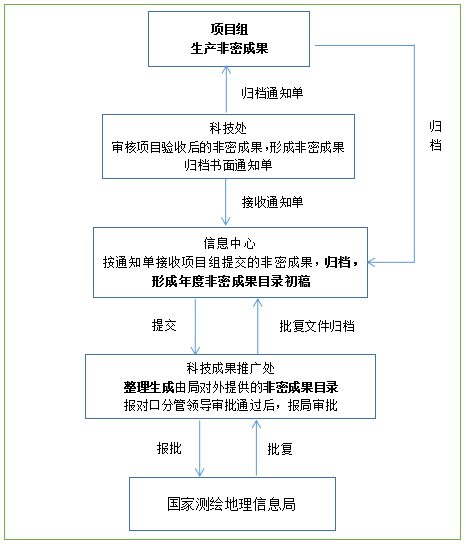 项目组
生产非密成果
归档通知单
归
档
科技处
审核项目验收后的非密成果，形成非密成果
归档书面通知单
接收通知单
信息中心
按通知单接收项目组提交的非密成果，归档，
形成年度非密成果目录初稿
提交
批复文件归档
科技成果推广处
整理生成由局对外提供的非密成果目录
报对口分管领导审批通过后，报局审批
报批
批复
国家测绘地理信息局